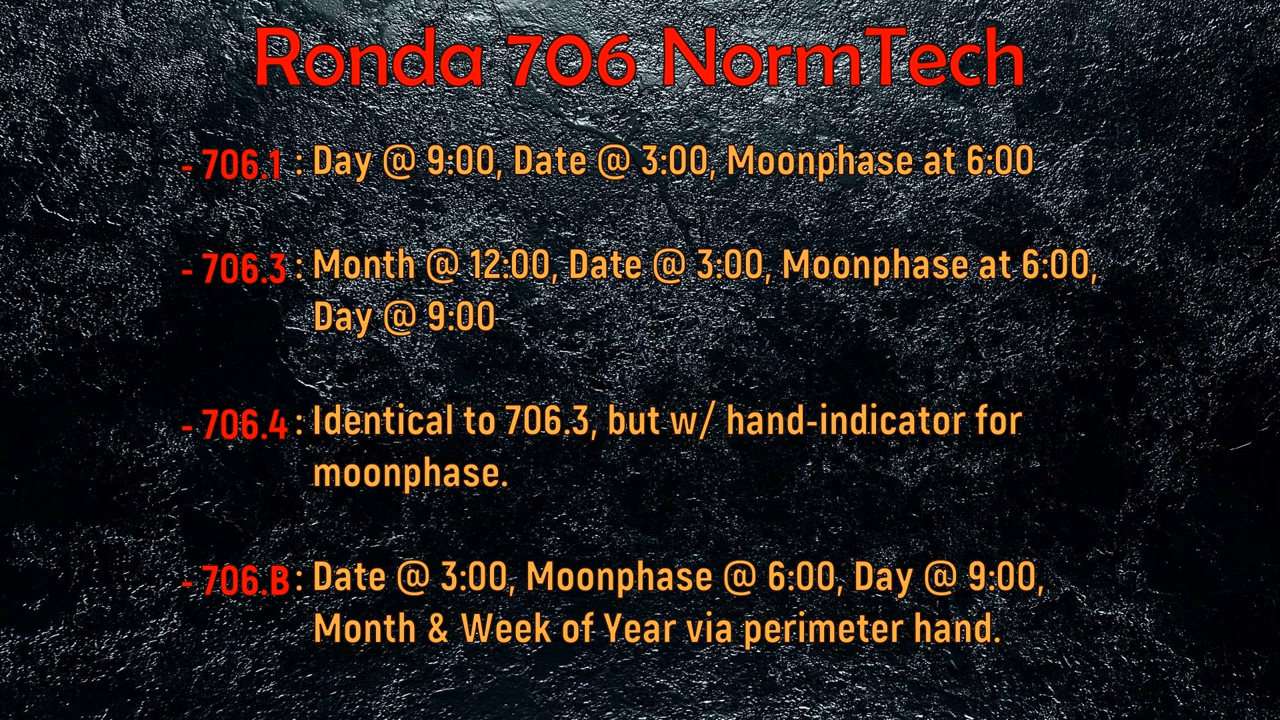 Ronda 706 NormTech
- 706.1 : Day @ 9:00, Date @ 3:00, Moonphase at 6:00
- 706.3 : Month @ 12:00, Date @ 3:00, Moonphase at 6:00,
Day @ 9:00
- 706.4 : Identical to 706.3, but w/ hand-indicator for
moonphase.
- 706.B : Date @ 3:00, Moonphase @ 6:00, Day @ 9:00,
Month & Week of Year via perimeter hand.